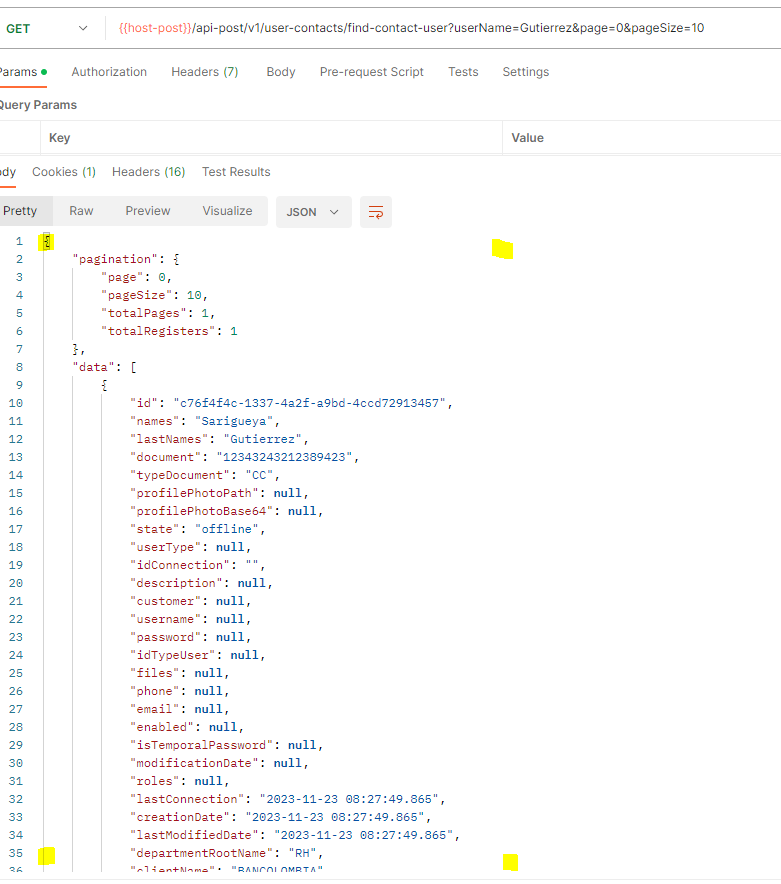 GET {{host-post}}/api-post/v1/user-contacts/find-contact-user?userName=Gutierrez&page=0&pageSize=10
Params Authorization Headers (7) Body Pre-request Script Tests Settings
Query Params
Key Value
ody Cookies (1) Headers (16) Test Results
Pretty Raw Preview Visualize JSON
1 {
2 "pagination": {
3 "page": 0,
4 "pageSize": 10,
5 "totalPages": 1,
6 "totalRegisters": 1
7 },
8 "data": [
9 {
10 "id": "c76f4f4c-1337-4a2f-a9bd-4ccd72913457",
11 "names": "Sarigueya",
12 "lastNames": "Gutierrez",
13 "document": "12343243212389423",
14 "typeDocument": "CC",
15 "profilePhotoPath": null,
16 "profilePhotoBase64": null,
17 "state": "offline",
18 "userType": null,
19 "idConnection": "",
20 "description": null,
21 "customer": null,
22 "username": null,
23 "password": null,
24 "idTypeUser": null,
25 "files": null,
26 "phone": null,
27 "email": null,
28 "enabled": null,
29 "isTemporalPassword": null,
30 "modificationDate": null,
31 "roles": null,
32 "lastConnection": "2023-11-23 08:27:49.865",
33 "creationDate": "2023-11-23 08:27:49.865",
34 "lastModifiedDate": "2023-11-23 08:27:49.865",
35 "departmentRootName": "RH",
36 "clientName": "BANCOLOMBIA"